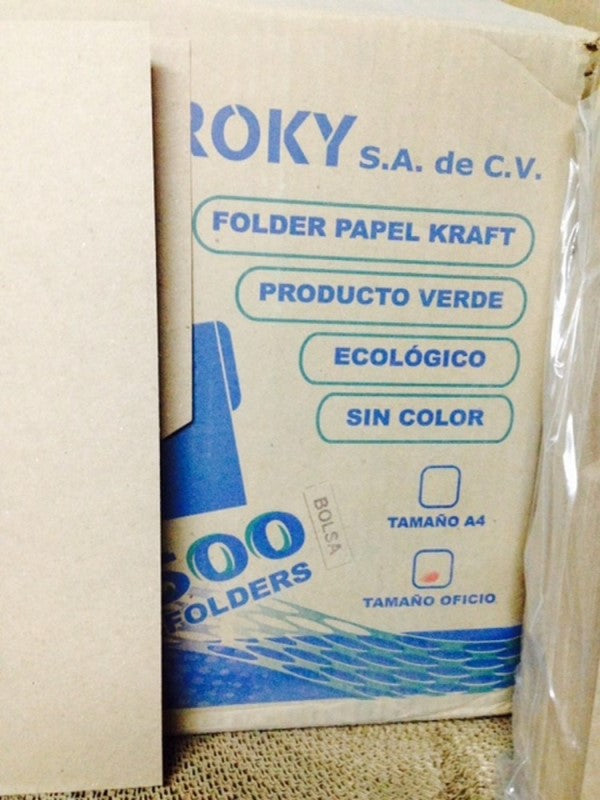 ROKY S.A. de C.V.
FOLDER PAPEL KRAFT
PRODUCTO VERDE
ECOLÓGICO
SIN COLOR
TAMAÑO A4
BOLSA
FOLDERS
TAMAÑO OFICIO